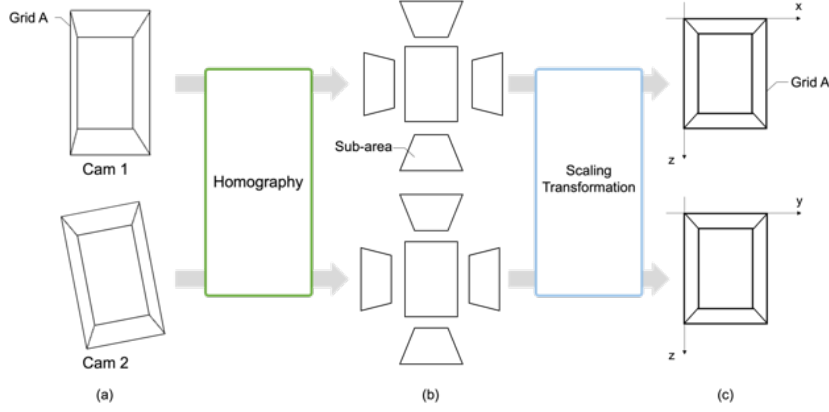 Grid A
Cam 1
Cam 2
(a)
Homography
Sub-area
(b)
Scaling
Transformation
x
Grid A
z
y
z
(c)